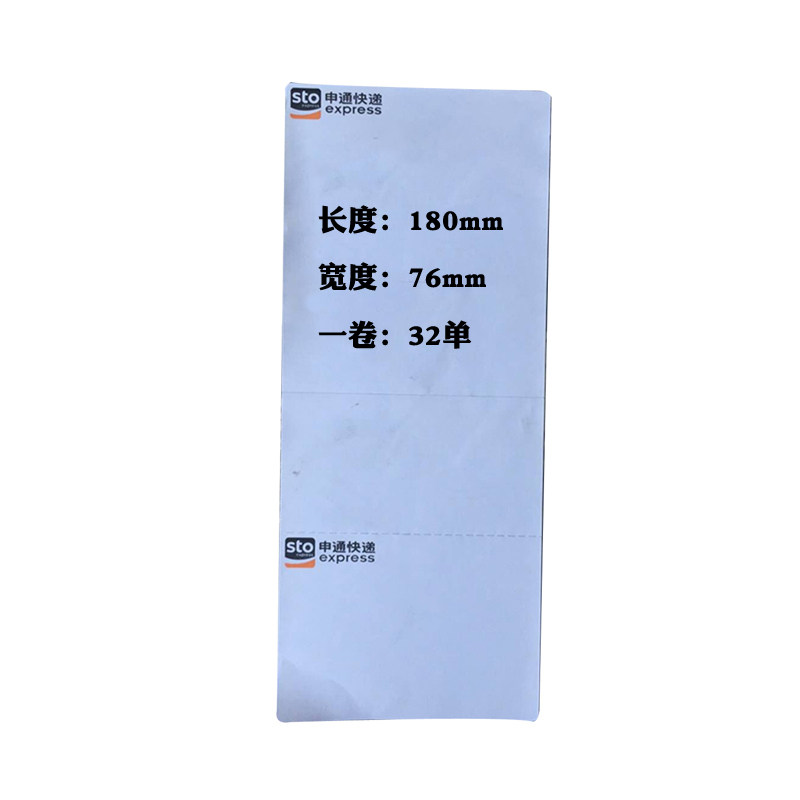 sto 申通快递
express
长度：180mm
宽度：76mm
一卷：32单
sto 申通快递
express